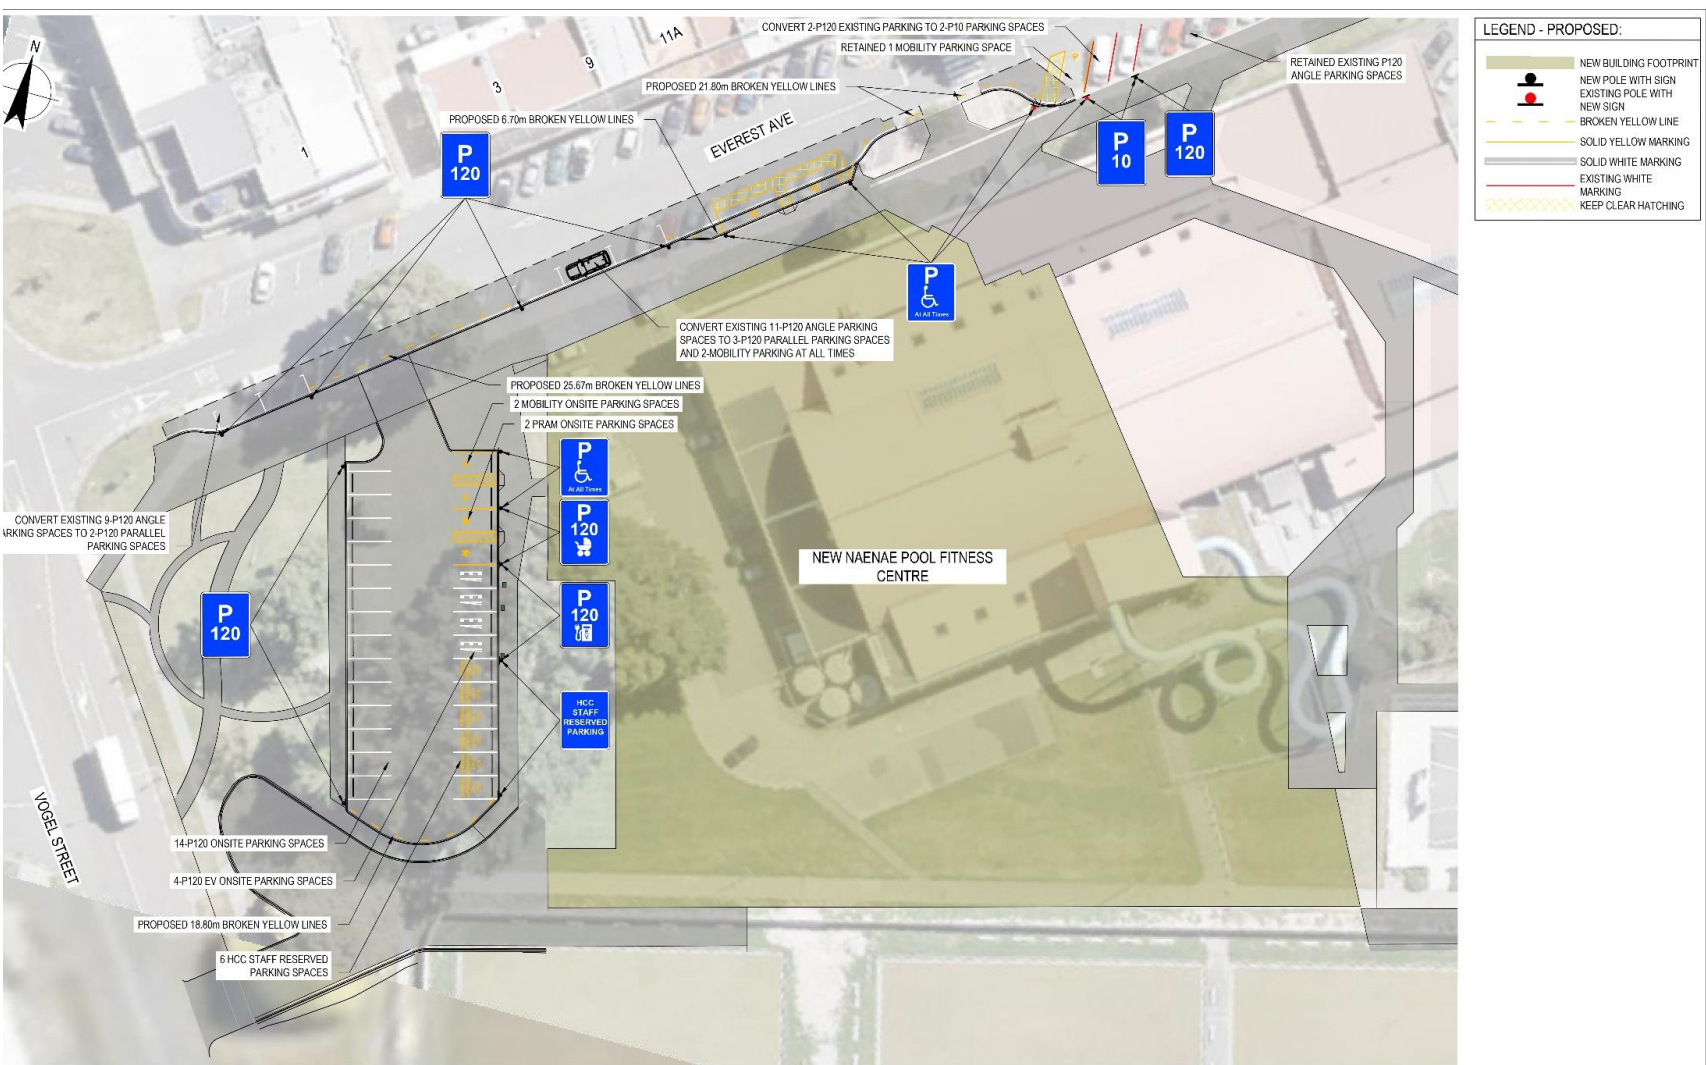 CONVERT 2-P120 EXISTING PARKING TO 2-P10 PARKING SPACES
RETAINED 1 MOBILITY PARKING SPACE
RETAINED EXISTING P120
ANGLE PARKING SPACES
PROPOSED 21.80m BROKEN YELLOW LINES
PROPOSED 6.70m BROKEN YELLOW LINES
N
11A
9
3
1
EVEREST AVE
P
120
P
10
P
120
P
At All Times
CONVERT EXISTING 11-P120 ANGLE PARKING
SPACES TO 3-P120 PARALLEL PARKING SPACES
AND 2-MOBILITY PARKING AT ALL TIMES
PROPOSED 25.67m BROKEN YELLOW LINES
2 MOBILITY ONSITE PARKING SPACES
2 PRAM ONSITE PARKING SPACES
P
At All Times
P
120
P
120
HCC
STAFF
RESERVED
PARKING
CONVERT EXISTING 9-P120 ANGLE
ARKING SPACES TO 2-P120 PARALLEL
PARKING SPACES
P
120
NEW NAENAE POOL FITNESS
CENTRE
VOGEL STREET
14-P120 ONSITE PARKING SPACES
4-P120 EV ONSITE PARKING SPACES
PROPOSED 18.80m BROKEN YELLOW LINES
6 HCC STAFF RESERVED
PARKING SPACES
LEGEND - PROPOSED:
NEW BUILDING FOOTPRINT
NEW POLE WITH SIGN
EXISTING POLE WITH
NEW SIGN
BROKEN YELLOW LINE
SOLID YELLOW MARKING
SOLID WHITE MARKING
EXISTING WHITE
MARKING
KEEP CLEAR HATCHING